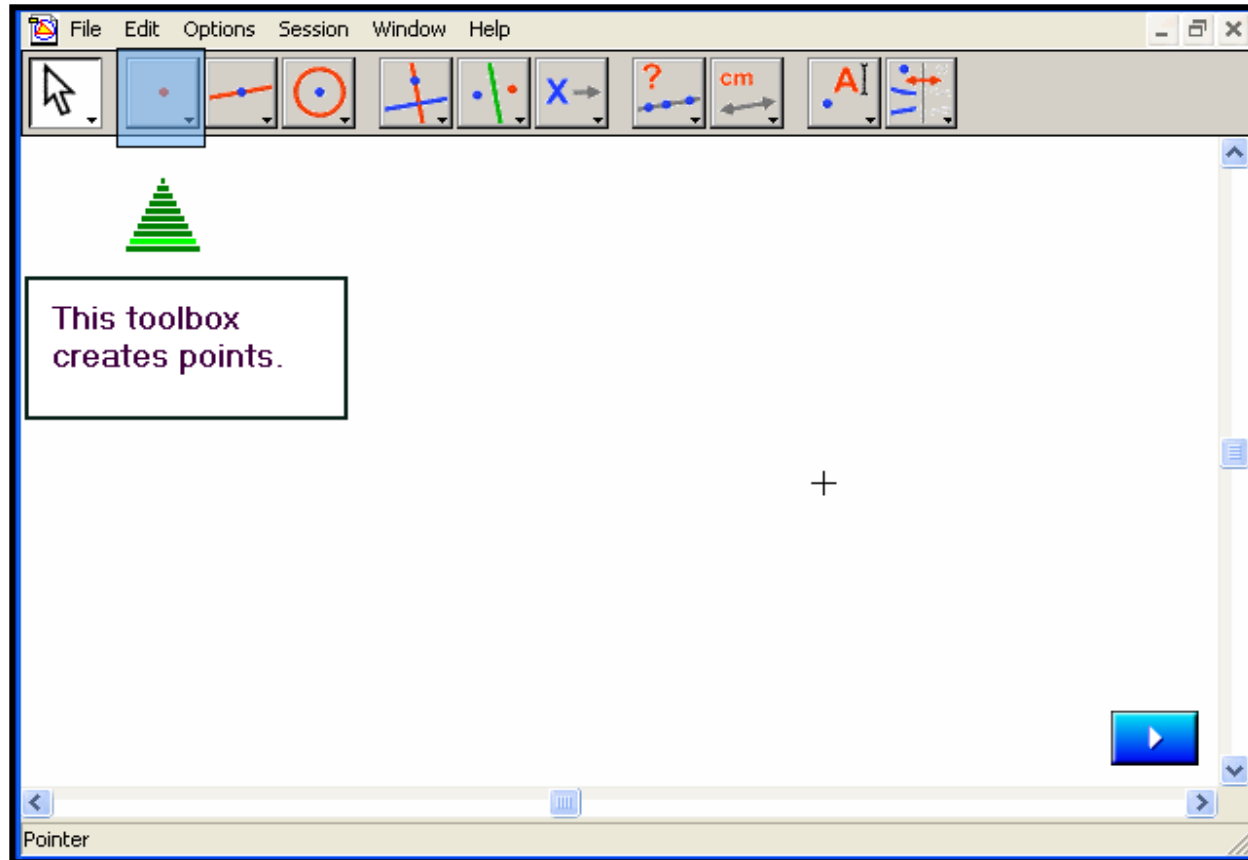 File Edit Options Session Window Help
? cm A
X
This toolbox
creates points.
Pointer